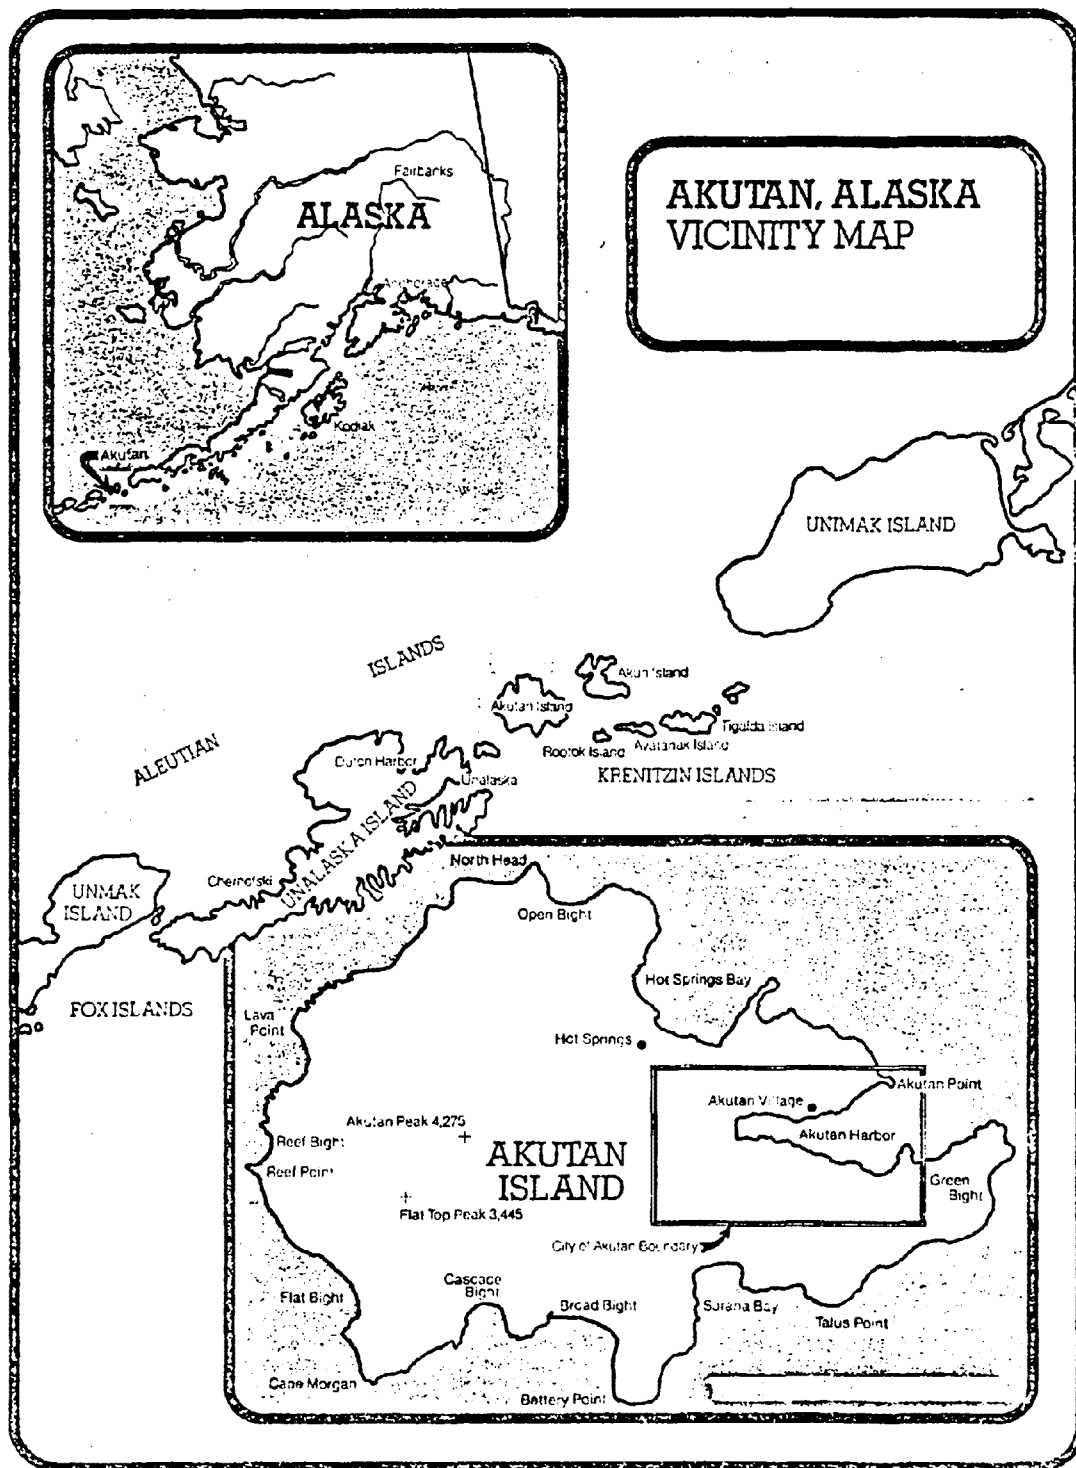 AKUTAN, ALASKA
VICINITY MAP
Fairbanks
ALASKA
Anchorage
Kodiak
Akutan
UNIMAK ISLAND
ISLANDS
ALEUTIAN
Akun Island
Akutan Island
Tigalda Island
Avatanak Island
Rootok Island
KRENITZIN ISLANDS
Dutch Harbor
Unalaska
UNALASKA ISLAND
Chernofski
UNMAK
ISLAND
FOX ISLANDS
North Head
Open Bight
Hot Springs Bay
Lava
Point
Hot Springs
Akutan Point
Akutan Village
Akutan Harbor
Akutan Peak 4,275
Reef Bight
Reef Point
AKUTAN
ISLAND
Green
Bight
Flat Top Peak 3,445
City of Akutan Boundary
Cascade
Bight
Flat Bight
Broad Bight
Sarana Bay
Talus Point
Cape Morgan
Battery Point